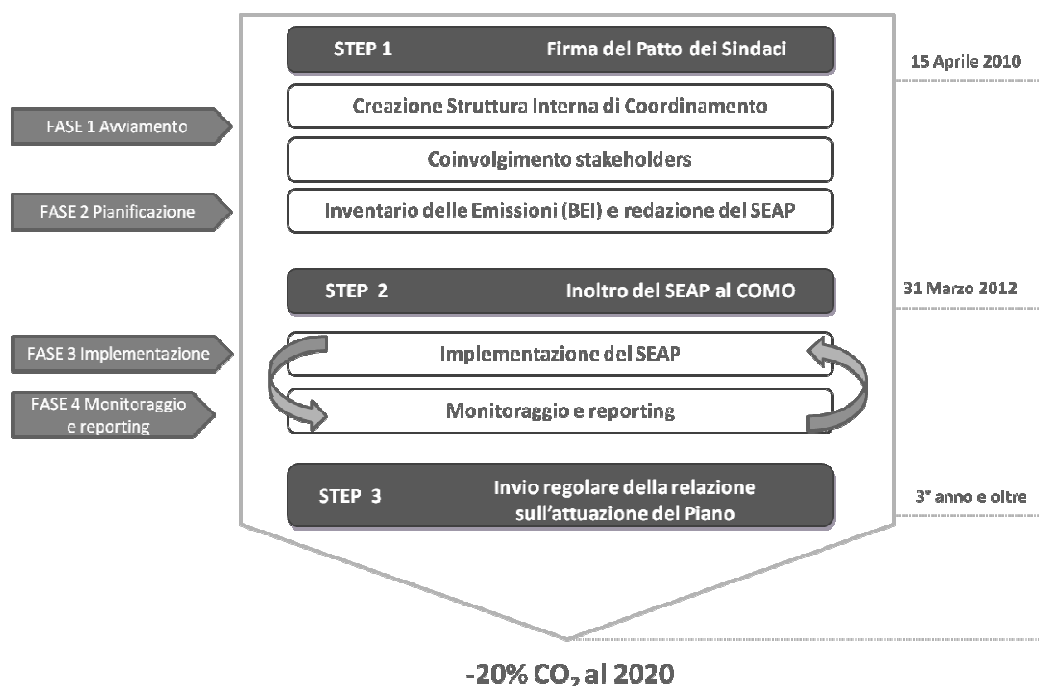 STEP 1 Firma del Patto dei Sindaci
15 Aprile 2010
Creazione Struttura Interna di Coordinamento
FASE 1 Avviamento
Coinvolgimento stakeholders
FASE 2 Pianificazione
Inventario delle Emissioni (BEI) e redazione del SEAP
STEP 2 Inoltro del SEAP al COMO
31 Marzo 2012
FASE 3 Implementazione
Implementazione del SEAP
FASE 4 Monitoraggio
e reporting
Monitoraggio e reporting
STEP 3 Invio regolare della relazione
sull'attuazione del Piano
3° anno e oltre
-20% CO₂ al 2020